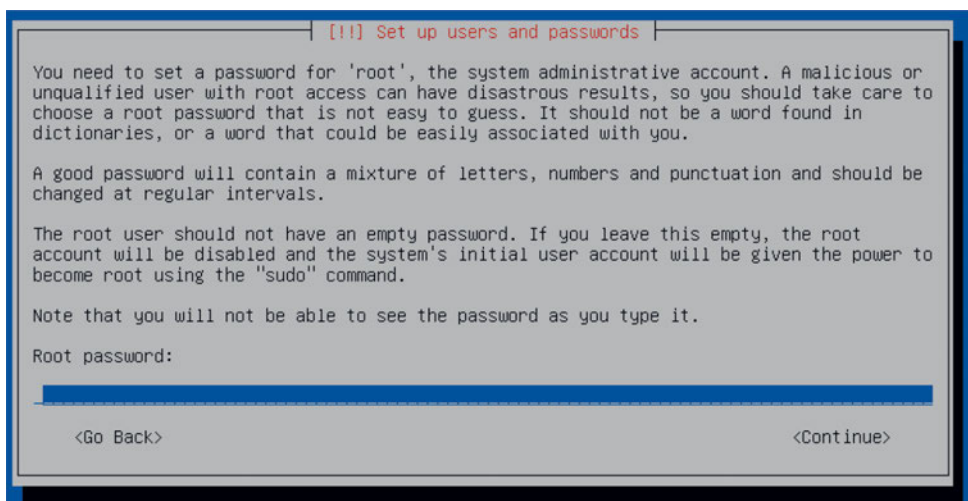 [!!] Set up users and passwords
You need to set a password for 'root', the system administrative account. A malicious or
unqualified user with root access can have disastrous results, so you should take care to
choose a root password that is not easy to guess. It should not be a word found in
dictionaries, or a word that could be easily associated with you.
A good password will contain a mixture of letters, numbers and punctuation and should be
changed at regular intervals.
The root user should not have an empty password. If you leave this empty, the root
account will be disabled and the system's initial user account will be given the power to
become root using the "sudo" command.
Note that you will not be able to see the password as you type it.
Root password:
<Go Back> <Continue>